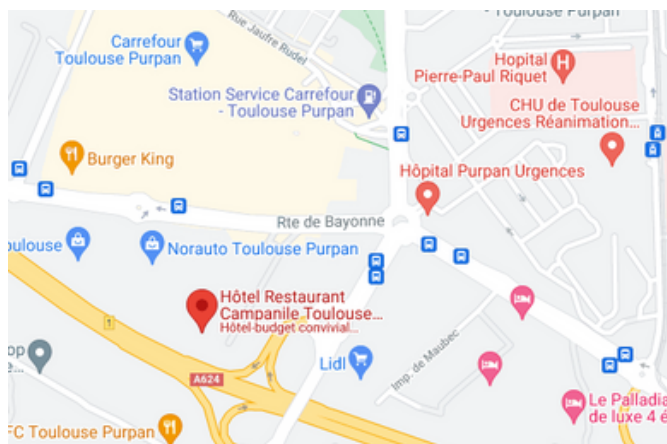 - Toulouse
Purpan
Rue Jaufre Rudel
Carrefour
Toulouse Purpan
Hopital
Pierre-Paul Riquet
H
Station Service Carrefour
- Toulouse Purpan
CHU de Toulouse
Urgences Réanimation...
Burger King
Hôpital Purpan Urgences
Rte de Bayonne
oulouse
Norauto Toulouse Purpan
Hôtel Restaurant
Campanile Toulouse...
Hôtel-budget convivial...
1
op
e...
Lidl
Imp. de Maubec
A624
Le Palladia
de luxe 4 é
FC Toulouse Purpan